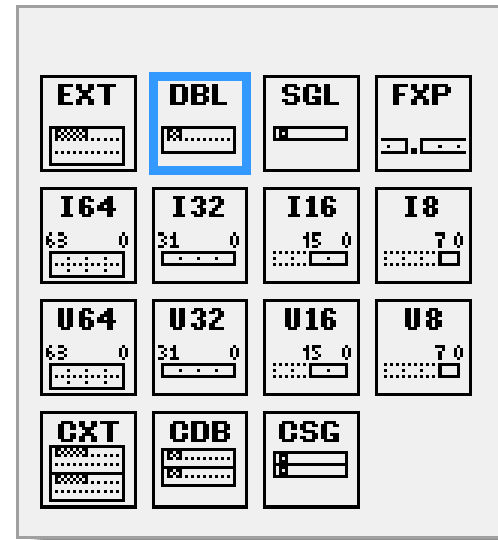 EXT DBL SGL FXP
I64 I32 I16 I8
63 0 31 0 15 0 7 0
U64 U32 U16 U8
63 0 31 0 15 0 7 0
CXT CDB CSG